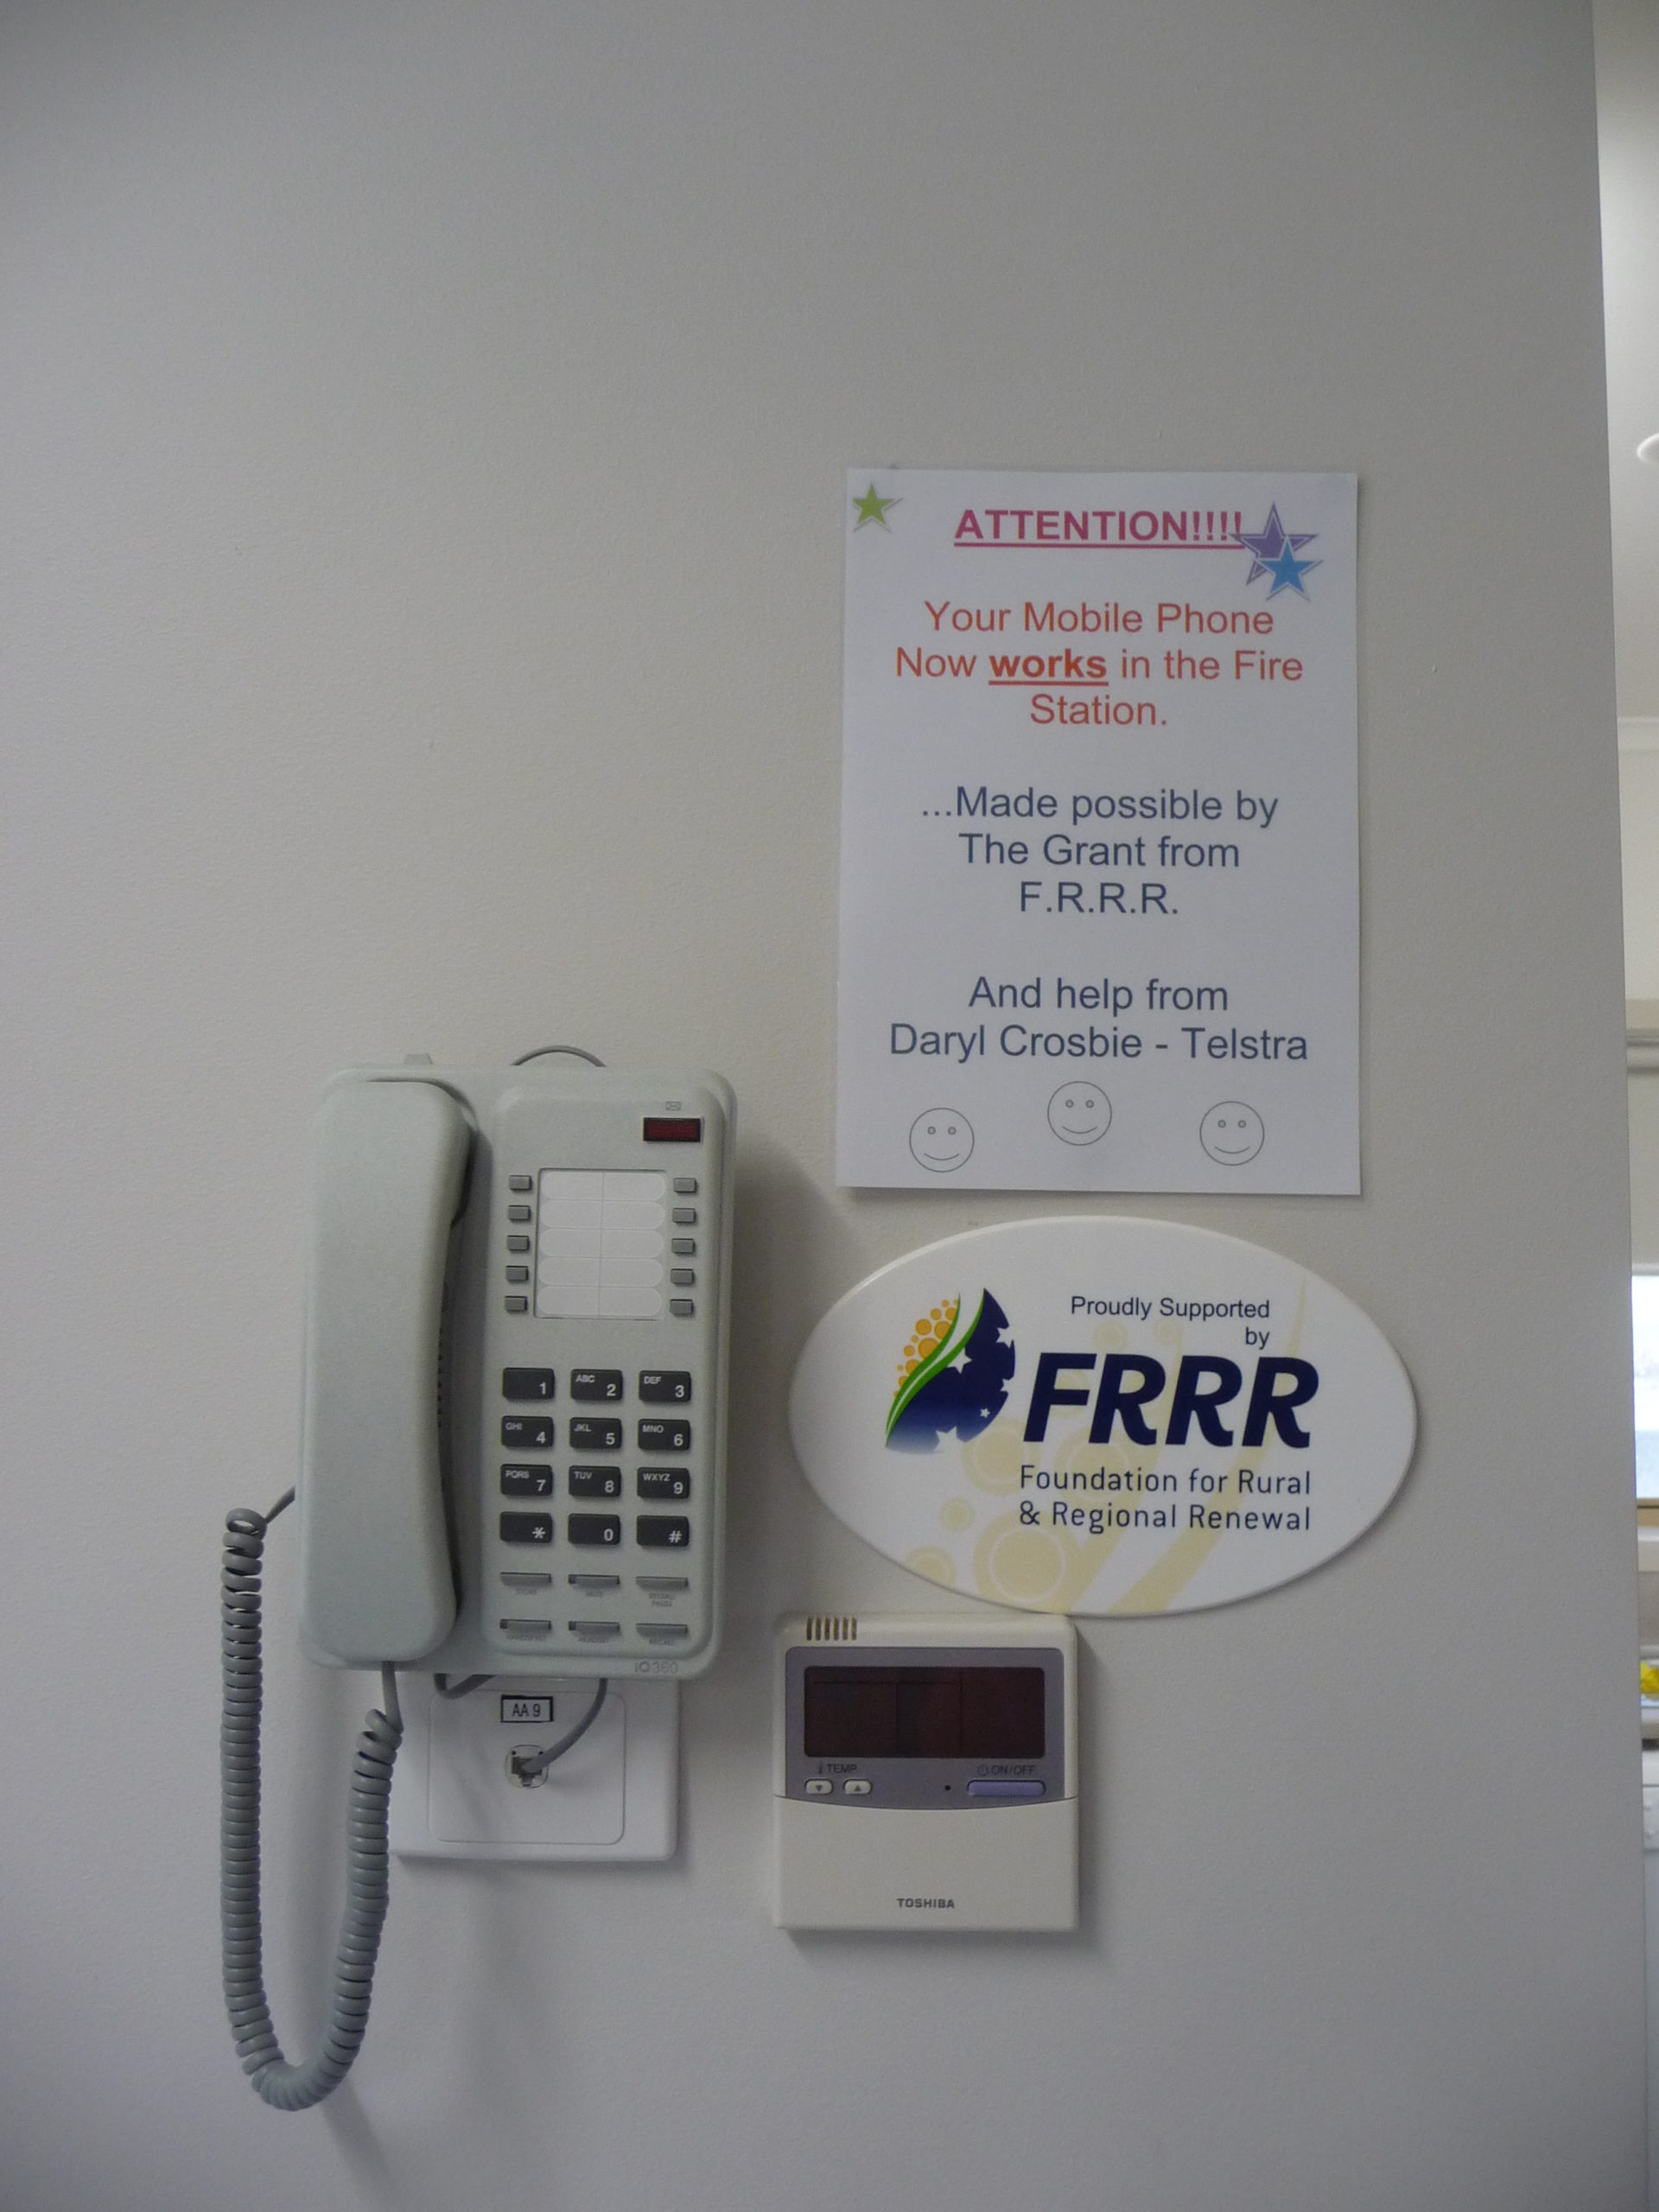 ATTENTION!!!!
Your Mobile Phone
Now works in the Fire
Station.
...Made possible by
The Grant from
F.R.R.R.
And help from
Daryl Crosbie - Telstra
Proudly Supported
by
FRRR
Foundation for Rural
& Regional Renewal
1
ABC 2
DEF 3
GHI 4
JKL 5
MNO 6
PQRS 7
TUV 8
WXYZ 9
*
0
#
RECALL
IQ360
AA 9
TEMP.
ON/OFF
TOSHIBA